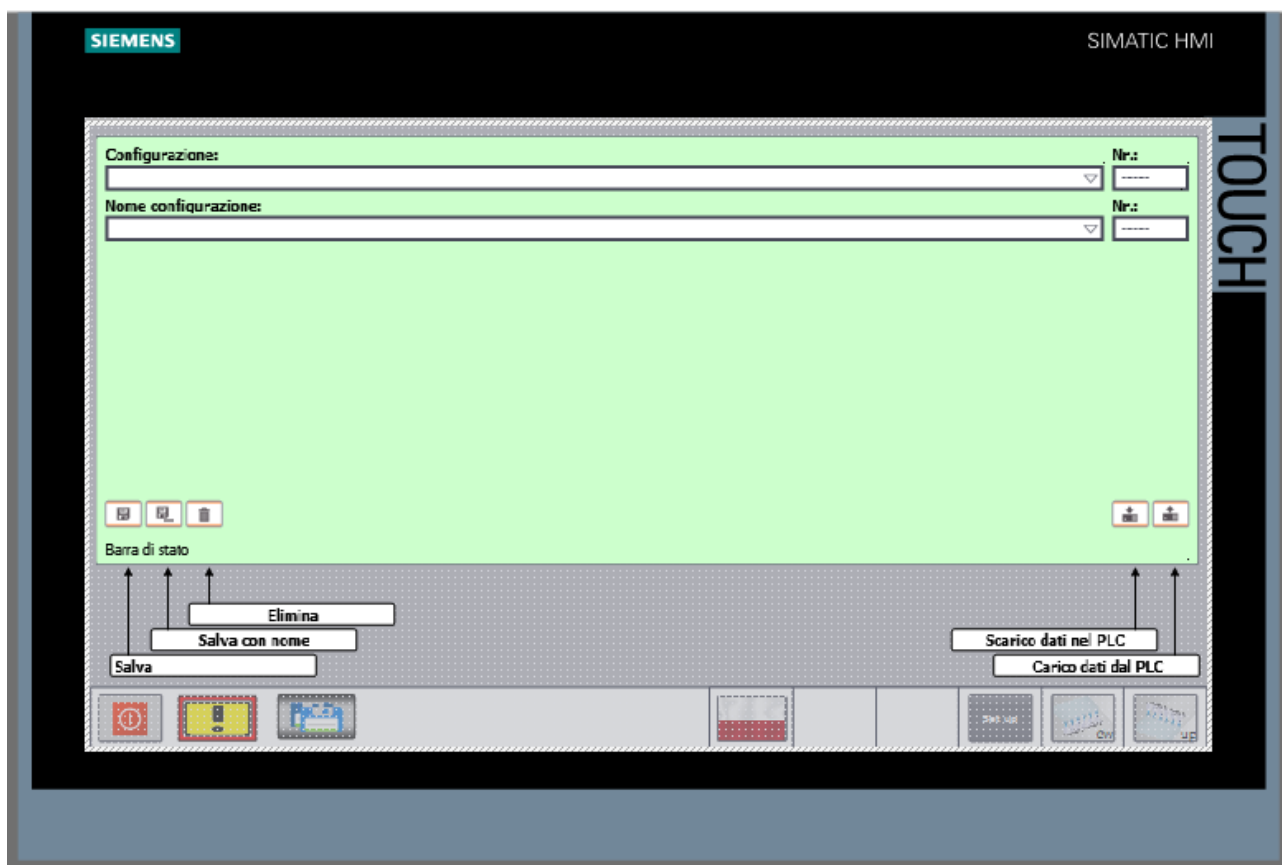 SIEMENS
SIMATIC HMI
TOUCH
Configurazione:
Nr.:
-----
Nome configurazione:
Nr.:
-----
Barra di stato
Elimina
Salva con nome
Salva
Scarico dati nel PLC
Carico dati dal PLC
up